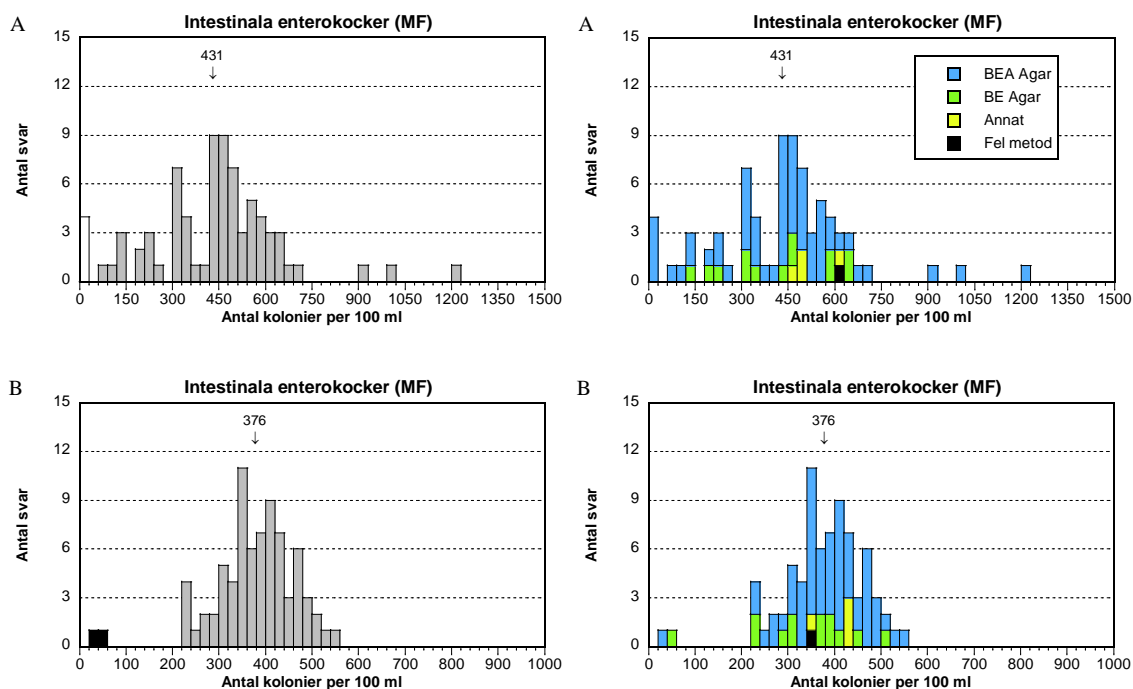 A
Intestinala enterokocker (MF)
15
12
9
6
3
0
Antal svar
431
↓
0 150 300 450 600 750 900 1050 1200 1350 1500
Antal kolonier per 100 ml
A
Intestinala enterokocker (MF)
15
12
9
6
3
0
Antal svar
431
↓
BEA Agar
BE Agar
Annat
Fel metod
0 150 300 450 600 750 900 1050 1200 1350 1500
Antal kolonier per 100 ml
B
Intestinala enterokocker (MF)
15
12
9
6
3
0
Antal svar
376
↓
0 100 200 300 400 500 600 700 800 900 1000
Antal kolonier per 100 ml
B
Intestinala enterokocker (MF)
15
12
9
6
3
0
Antal svar
376
↓
0 100 200 300 400 500 600 700 800 900 1000
Antal kolonier per 100 ml